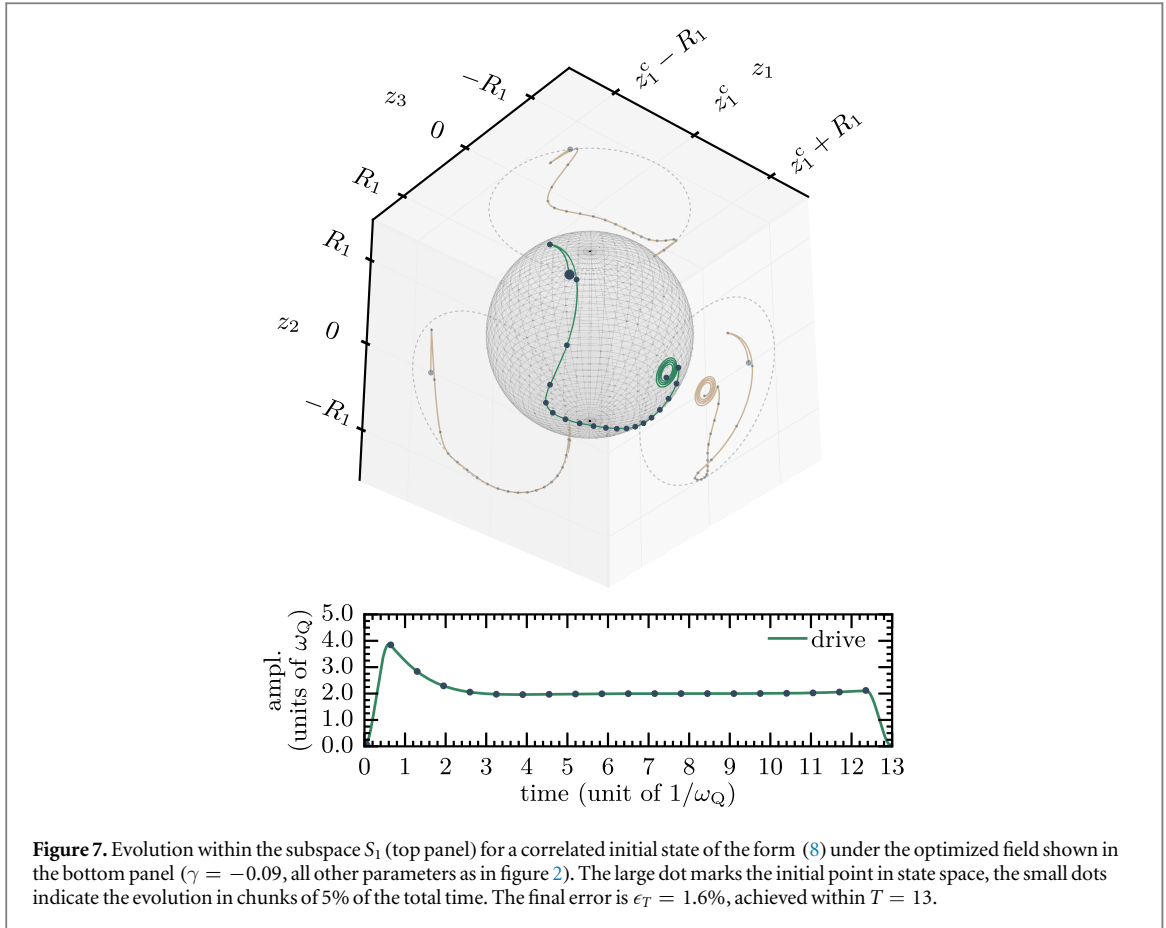 z₁ᶜ − R₁
z₁
−R₁
z₃
z₁ᶜ
0
z₁ᶜ + R₁
R₁
R₁
z₂ 0
−R₁
5.0
4.0
3.0
2.0
1.0
0.0
ampl.
(units of ω_Q)
drive
0 1 2 3 4 5 6 7 8 9 10 11 12 13
time (unit of 1/ω_Q)
Figure 7. Evolution within the subspace S₁ (top panel) for a correlated initial state of the form (8) under the optimized field shown in
the bottom panel (γ = −0.09, all other parameters as in figure 2). The large dot marks the initial point in state space, the small dots
indicate the evolution in chunks of 5% of the total time. The final error is ϵ_T = 1.6%, achieved within T = 13.